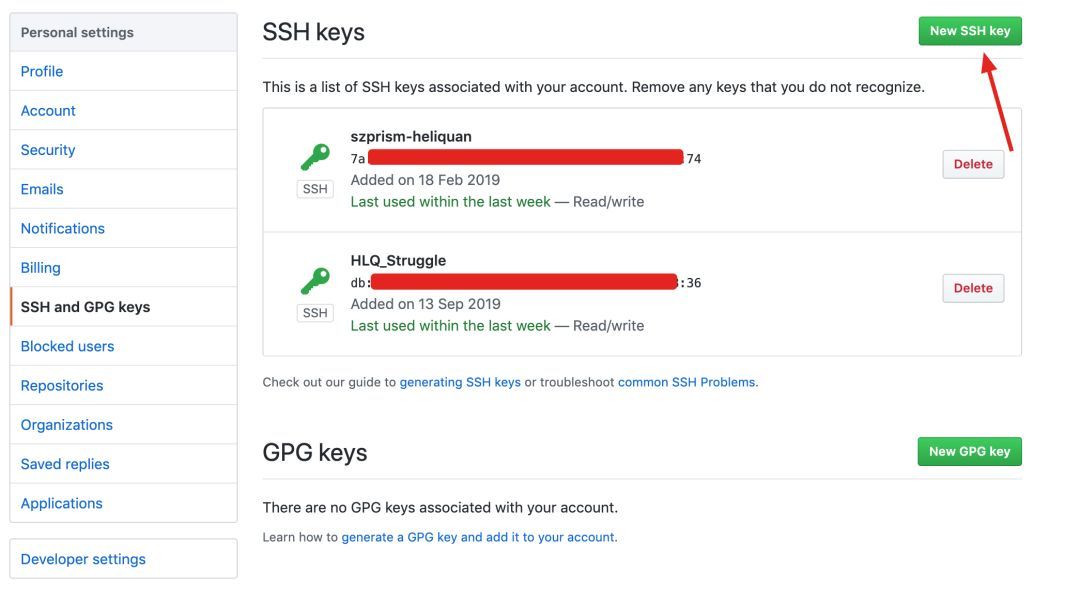 Personal settings
Profile
Account
Security
Emails
Notifications
Billing
SSH and GPG keys
Blocked users
Repositories
Organizations
Saved replies
Applications
Developer settings
SSH keys
New SSH key
This is a list of SSH keys associated with your account. Remove any keys that you do not recognize.
szprism-heliquan
7a 74
SSH
Added on 18 Feb 2019
Last used within the last week — Read/write
Delete
HLQ_Struggle
db: :36
SSH
Added on 13 Sep 2019
Last used within the last week — Read/write
Delete
Check out our guide to generating SSH keys or troubleshoot common SSH Problems.
GPG keys
New GPG key
There are no GPG keys associated with your account.
Learn how to generate a GPG key and add it to your account.